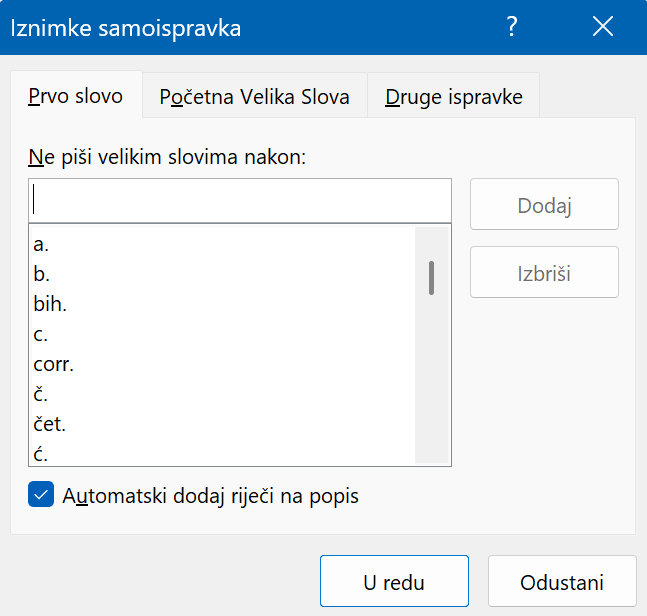 Iznimke samoispravka ?
Prvo slovo Početna Velika Slova Druge ispravke
Ne piši velikim slovima nakon:
Dodaj
a.
b.
Izbriši
bih.
c.
corr.
č.
čet.
ć.
Automatski dodaj riječi na popis
U redu Odustani